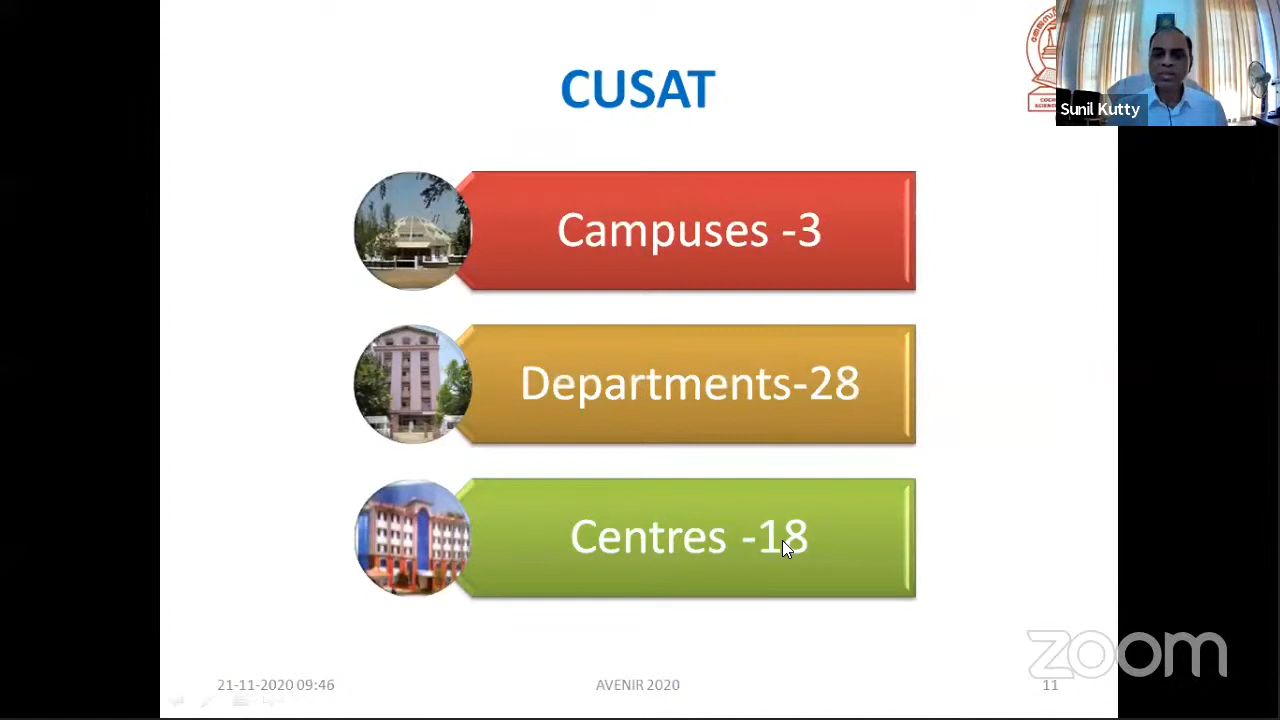 CUSAT
Sunil Kutty
Campuses -3
Departments-28
Centres -18
zoom
21-11-2020 09:46
AVENIR 2020
11